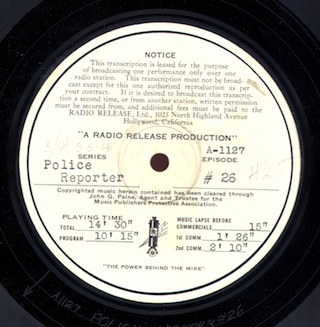 NOTICE
This transcription is leased for the purpose
of broadcasting one performance only over one
radio station. This transcription must not be broad-
cast except for this one authorized reproduction as per
your contract. If it is desired to broadcast this transcrip-
tion a second time, or from another station, written permission
must be secured from, and additional fees must be paid to the
RADIO RELEASE, Ltd., 1025 North Highland Avenue
Hollywood, California
"A RADIO RELEASE PRODUCTION"
SERIES A-1127
Police EPISODE
Reporter # 26
Copyrighted music herein contained has been cleared through
John G. Paine, Agent and Trustee for the
Music Publishers Protective Association.
PLAYING TIME MUSIC LAPSE BEFORE
TOTAL 14' 30" COMMERCIALS 15"
PROGRAM 10' 15" 1st COMM. 1' 26"
2nd COMM. 2' 10"
"THE POWER BEHIND THE MIKE"